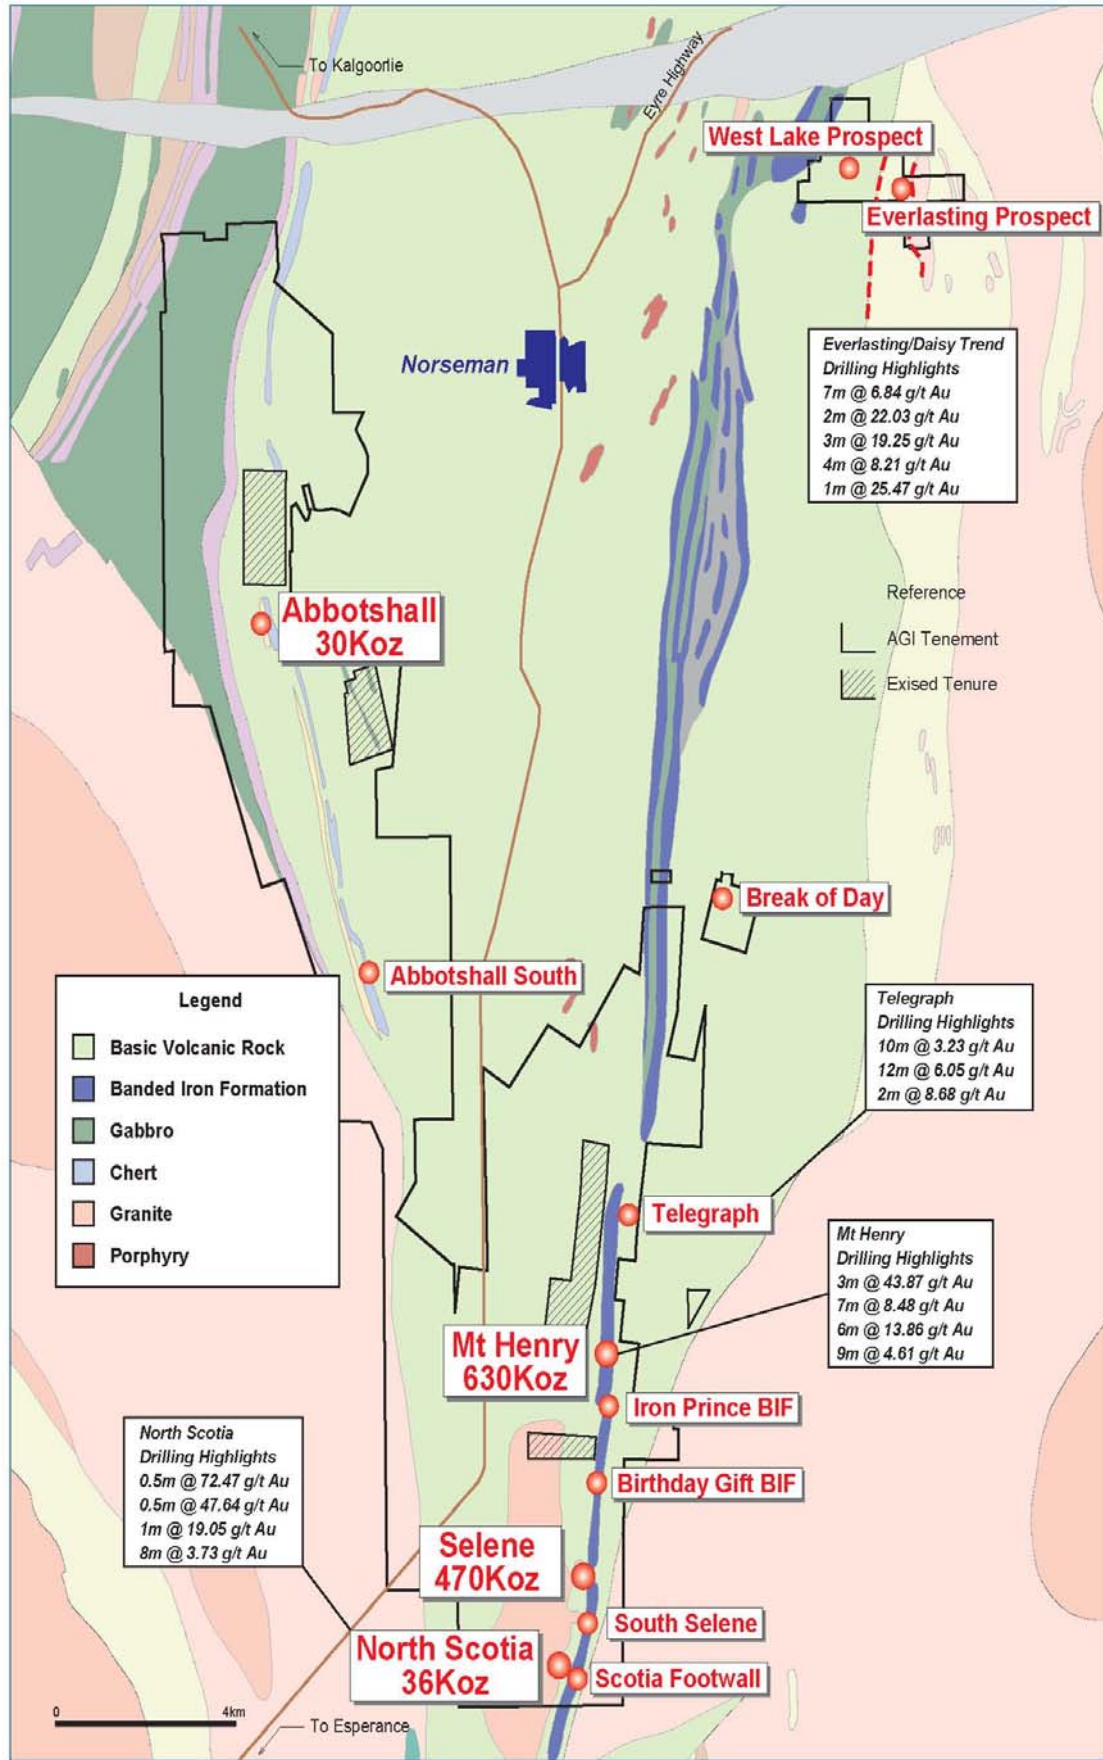 To Kalgoorlie
Eyre Highway
West Lake Prospect
Everlasting Prospect
Norseman
Everlasting/Daisy Trend
Drilling Highlights
7m @ 6.84 g/t Au
2m @ 22.03 g/t Au
3m @ 19.25 g/t Au
4m @ 8.21 g/t Au
1m @ 25.47 g/t Au
Reference
AGI Tenement
Exised Tenure
Abbotshall
30Koz
Break of Day
Abbotshall South
Legend
Basic Volcanic Rock
Banded Iron Formation
Gabbro
Chert
Granite
Porphyry
Telegraph
Drilling Highlights
10m @ 3.23 g/t Au
12m @ 6.05 g/t Au
2m @ 8.68 g/t Au
Telegraph
Mt Henry
Drilling Highlights
3m @ 43.87 g/t Au
7m @ 8.48 g/t Au
6m @ 13.86 g/t Au
9m @ 4.61 g/t Au
Mt Henry
630Koz
Iron Prince BIF
Birthday Gift BIF
North Scotia
Drilling Highlights
0.5m @ 72.47 g/t Au
0.5m @ 47.64 g/t Au
1m @ 19.05 g/t Au
8m @ 3.73 g/t Au
Selene
470Koz
South Selene
North Scotia
36Koz
Scotia Footwall
0 4km
To Esperance